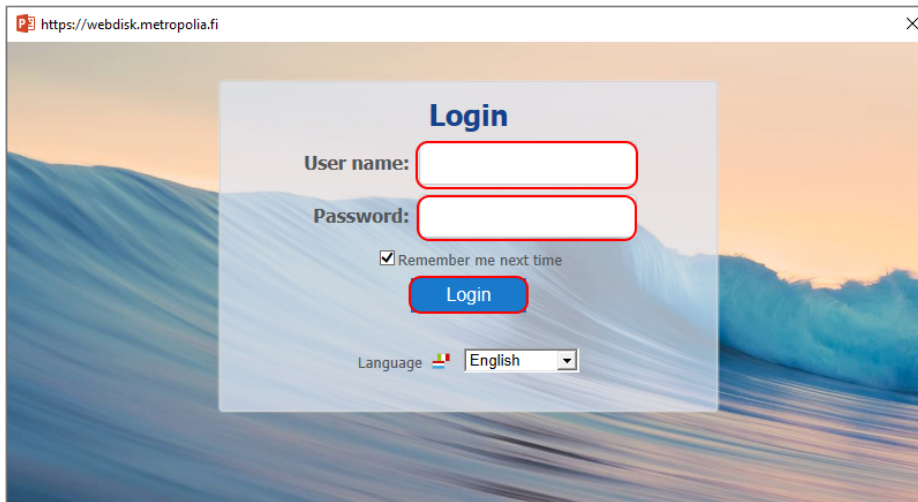 https://webdisk.metropolia.fi
Login
User name:
Password:
Remember me next time
Login
Language English